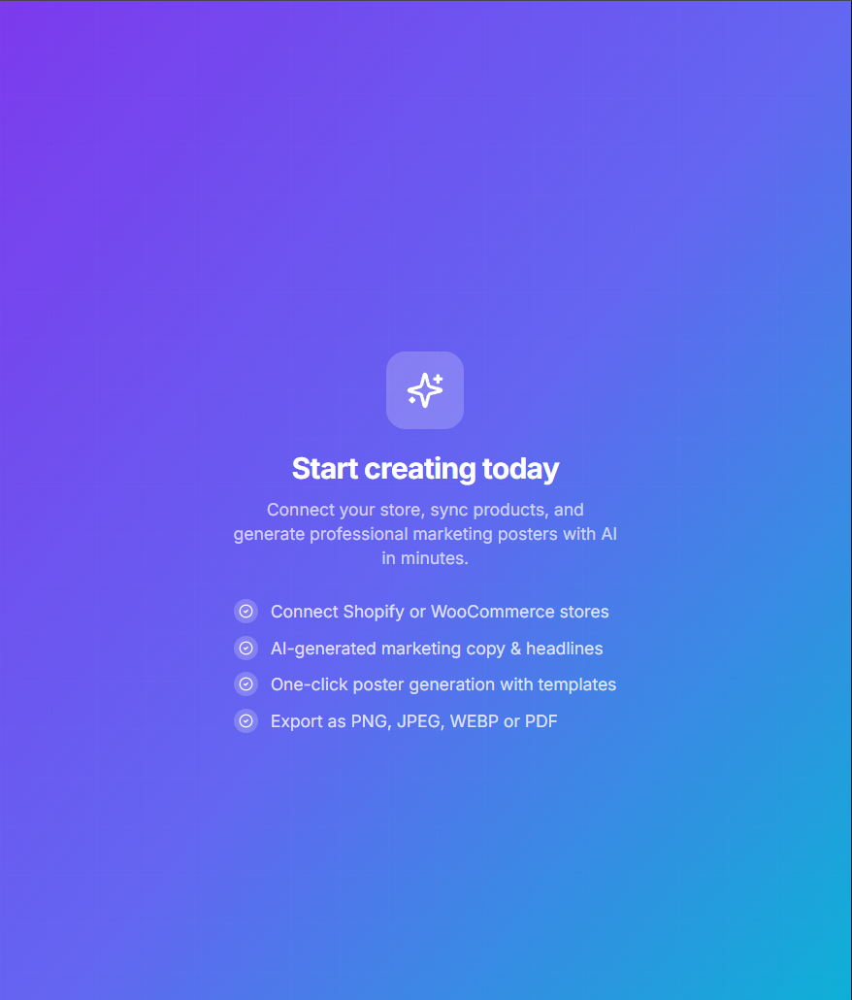 Start creating today
Connect your store, sync products, and
generate professional marketing posters with AI
in minutes.
Connect Shopify or WooCommerce stores
AI-generated marketing copy & headlines
One-click poster generation with templates
Export as PNG, JPEG, WEBP or PDF